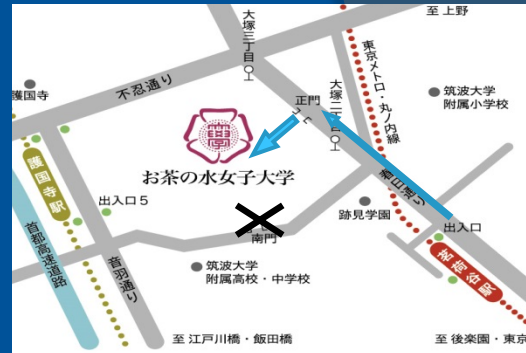 至 上野
大塚三丁目
不忍通り
東京メトロ・丸ノ内線
護国寺
正門
大塚二丁目
筑波大学
附属小学校
お茶の水女子大学
春日通り
護国寺駅
出入口5
跡見学園
出入口
南門
首都高速道路
音羽通り
筑波大学
附属高校・中学校
茗荷谷駅
至 江戸川橋・飯田橋
至 後楽園・東京